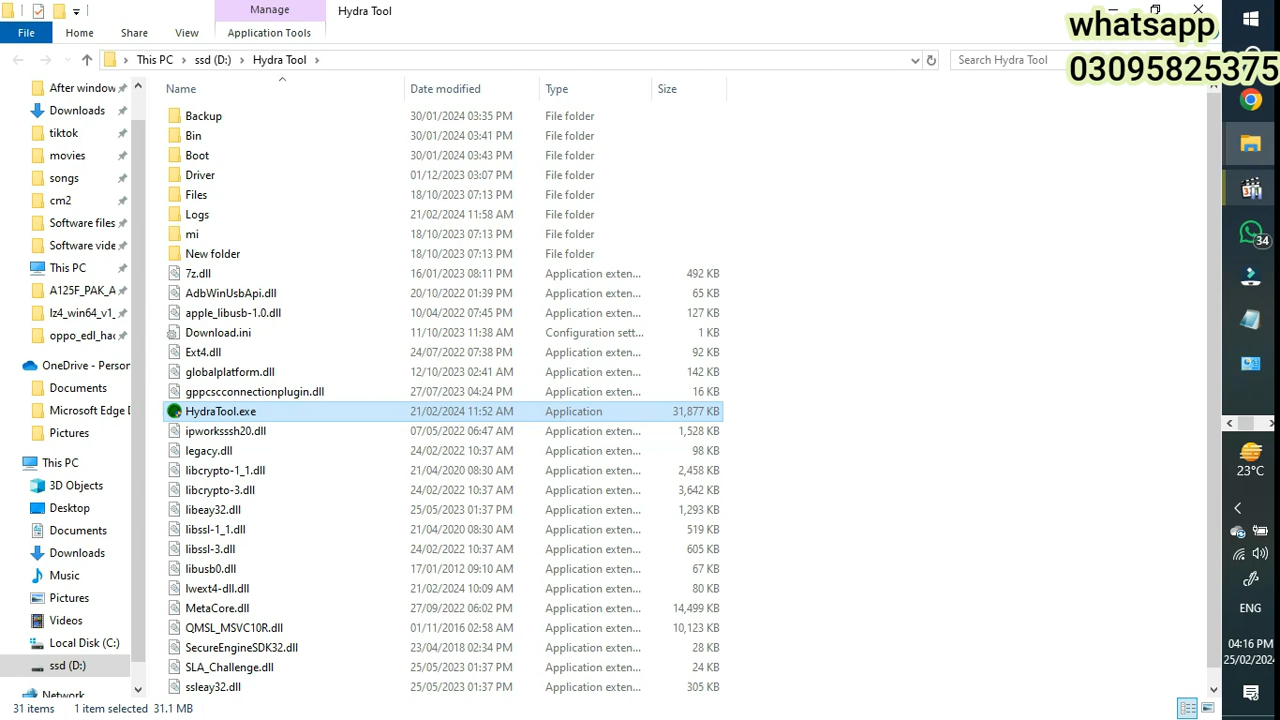 Manage
Hydra Tool
File
Home
Share
View
Application Tools
whatsapp
03095825375
This PC
ssd (D:)
Hydra Tool
Search Hydra Tool
Name
Date modified
Type
Size
Backup 30/01/2024 03:35 PM File folder
Bin 30/01/2024 03:41 PM File folder
Boot 30/01/2024 03:43 PM File folder
Driver 01/12/2023 03:07 PM File folder
Files 18/10/2023 07:13 PM File folder
Logs 21/02/2024 11:58 AM File folder
mi 18/10/2023 07:13 PM File folder
New folder 18/10/2023 07:13 PM File folder
7z.dll 16/01/2023 08:11 PM Application exten... 492 KB
AdbWinUsbApi.dll 20/10/2022 01:39 PM Application exten... 65 KB
apple_libusb-1.0.dll 10/04/2022 07:45 PM Application exten... 127 KB
Download.ini 11/10/2023 11:38 AM Configuration sett... 1 KB
Ext4.dll 24/07/2022 07:38 PM Application exten... 92 KB
globalplatform.dll 12/10/2023 02:41 AM Application exten... 142 KB
gppcscconnectionplugin.dll 27/07/2023 04:24 PM Application exten... 16 KB
HydraTool.exe 21/02/2024 11:52 AM Application 31,877 KB
ipworksssh20.dll 07/05/2022 06:47 AM Application exten... 1,528 KB
legacy.dll 24/02/2022 10:37 AM Application exten... 98 KB
libcrypto-1_1.dll 21/04/2020 08:30 AM Application exten... 2,458 KB
libcrypto-3.dll 24/02/2022 10:37 AM Application exten... 3,642 KB
libeay32.dll 25/05/2023 01:37 PM Application exten... 1,293 KB
libssl-1_1.dll 21/04/2020 08:30 AM Application exten... 519 KB
libssl-3.dll 24/02/2022 10:37 AM Application exten... 605 KB
libusb0.dll 17/01/2012 09:10 AM Application exten... 67 KB
lwext4-dll.dll 21/02/2024 10:09 AM Application exten... 80 KB
MetaCore.dll 27/09/2022 06:02 PM Application exten... 14,499 KB
QMSL_MSVC10R.dll 01/11/2016 02:58 AM Application exten... 10,123 KB
SecureEngineSDK32.dll 23/04/2018 02:34 PM Application exten... 28 KB
SLA_Challenge.dll 25/05/2023 01:37 PM Application exten... 24 KB
ssleay32.dll 25/05/2023 01:37 PM Application exten... 305 KB
After window
Downloads
tiktok
movies
songs
cm2
Software files
Software vide
This PC
A125F_PAK_A
lz4_win64_v1_
oppo_edl_hac
OneDrive - Person
Documents
Microsoft Edge D
Pictures
This PC
3D Objects
Desktop
Documents
Downloads
Music
Pictures
Videos
Local Disk (C:)
ssd (D:)
Network
31 items
1 item selected 31.1 MB
34
31
23°C
ENG
04:16 PM
25/02/2024